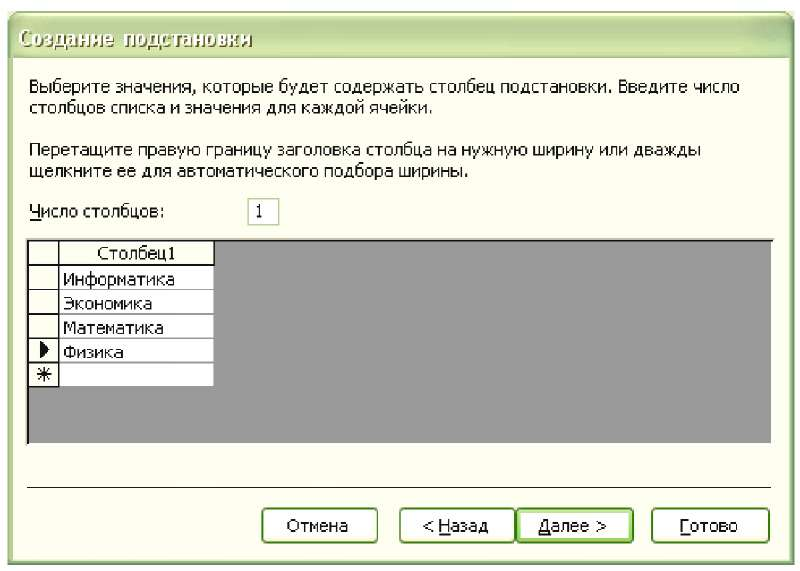 Создание подстановки
Выберите значения, которые будет содержать столбец подстановки. Введите число
столбцов списка и значения для каждой ячейки.
Перетащите правую границу заголовка столбца на нужную ширину или дважды
щелкните ее для автоматического подбора ширины.
Число столбцов: 1
Столбец1
Информатика
Экономика
Математика
Физика
Отмена < Назад Далее > Готово